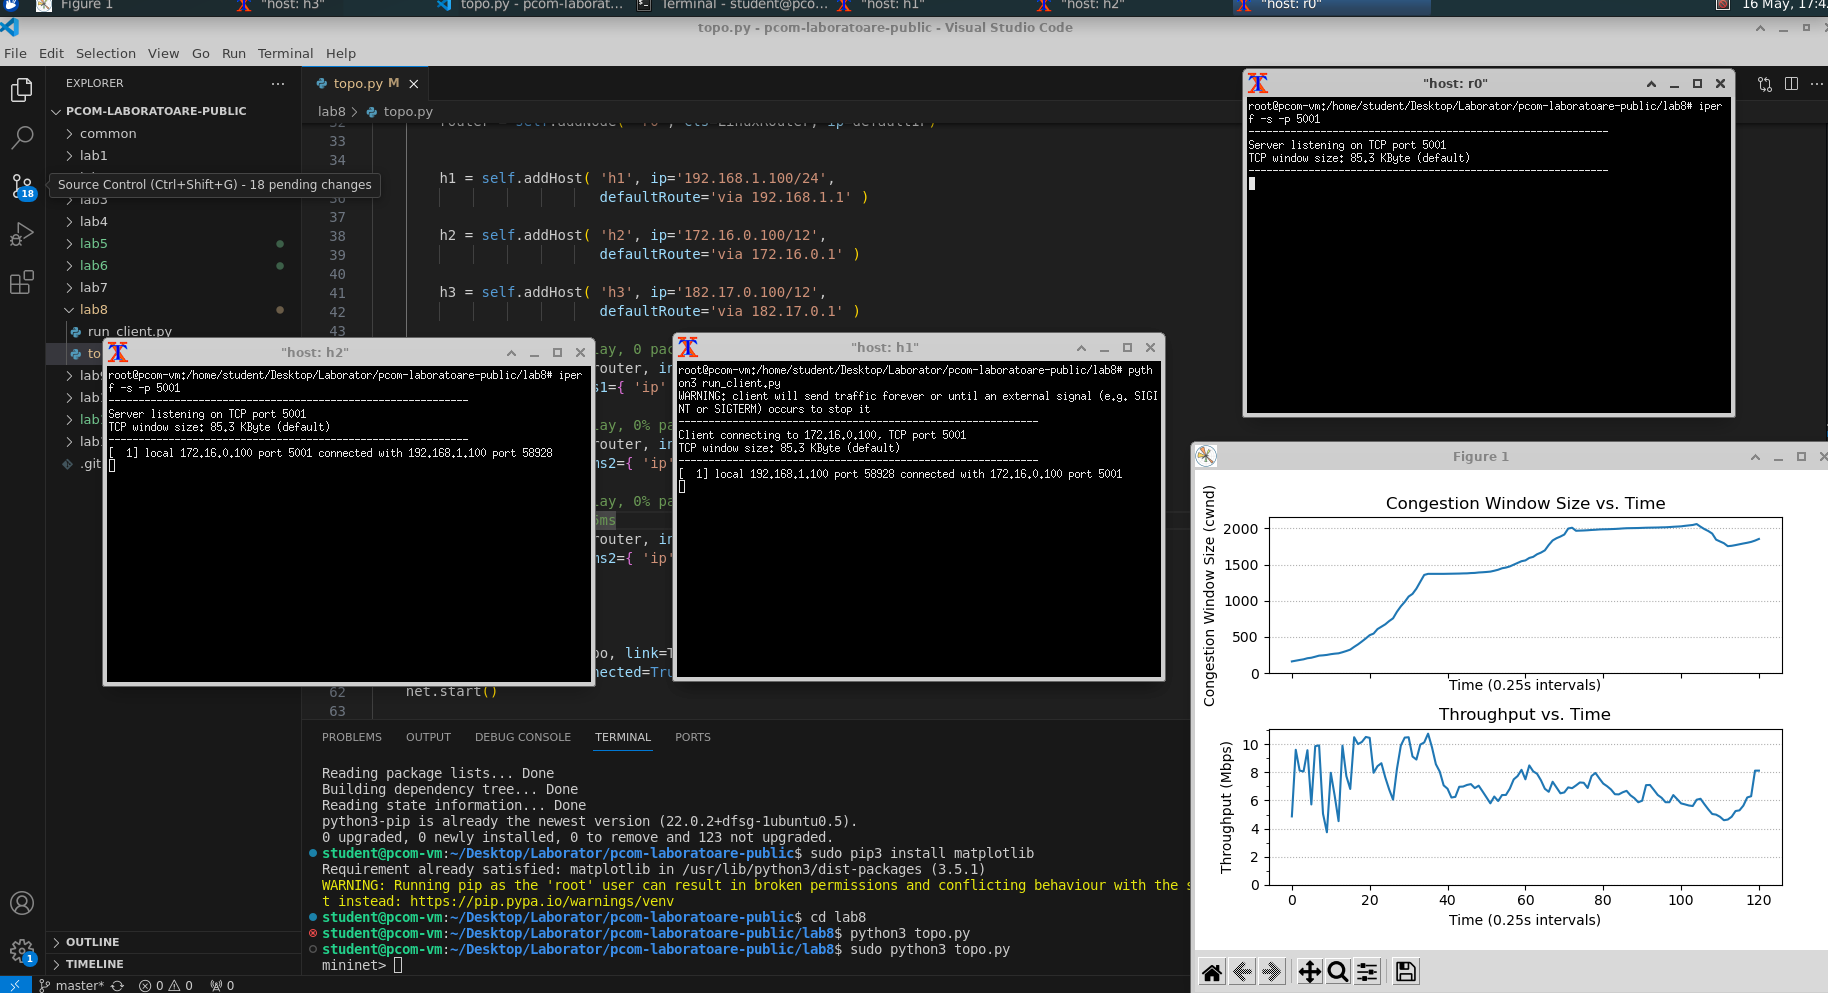 Figure 1
"host: h3"
topo.py - pcom-laborat...
Terminal - student@pco...
"host: h1"
"host: h2"
"host: r0"
16 May, 17:4
topo.py - pcom-laboratoare-public - Visual Studio Code
File Edit Selection View Go Run Terminal Help
EXPLORER
PCOM-LABORATOARE-PUBLIC
common
lab1
Source Control (Ctrl+Shift+G) - 18 pending changes
18
lab3
lab4
lab5
lab6
lab7
lab8
run_client.py
to
lab
lab
lab
lab
.git
OUTLINE
TIMELINE
1
topo.py M
lab8 > topo.py
33
34
h1 = self.addHost( 'h1', ip='192.168.1.100/24',
36 defaultRoute='via 192.168.1.1' )
37
38 h2 = self.addHost( 'h2', ip='172.16.0.100/12',
39 defaultRoute='via 172.16.0.1' )
40
41 h3 = self.addHost( 'h3', ip='182.17.0.100/12',
42 defaultRoute='via 182.17.0.1' )
43
lay, 0 pac
router, in
s1={ 'ip'
lay, 0% pa
router, in
ms2={ 'ip'
lay, 0% pa
5ms
router, in
ms2={ 'ip'
po, link=T
nected=Tru
62 net.start()
63
"host: h2"
root@pcom-vm:/home/student/Desktop/Laborator/pcom-laboratoare-public/lab8# iper
f -s -p 5001
Server listening on TCP port 5001
TCP window size: 85.3 KByte (default)
[  1] local 172.16.0.100 port 5001 connected with 192.168.1.100 port 58928
"host: h1"
root@pcom-vm:/home/student/Desktop/Laborator/pcom-laboratoare-public/lab8# pyth
on3 run_client.py
WARNING: client will send traffic forever or until an external signal (e.g. SIGI
NT or SIGTERM) occurs to stop it
Client connecting to 172.16.0.100, TCP port 5001
TCP window size: 85.3 KByte (default)
[  1] local 192.168.1.100 port 58928 connected with 172.16.0.100 port 5001
"host: r0"
root@pcom-vm:/home/student/Desktop/Laborator/pcom-laboratoare-public/lab8# iper
f -s -p 5001
Server listening on TCP port 5001
TCP window size: 85.3 KByte (default)
PROBLEMS OUTPUT DEBUG CONSOLE TERMINAL PORTS
Reading package lists... Done
Building dependency tree... Done
Reading state information... Done
python3-pip is already the newest version (22.0.2+dfsg-1ubuntu0.5).
0 upgraded, 0 newly installed, 0 to remove and 123 not upgraded.
student@pcom-vm:~/Desktop/Laborator/pcom-laboratoare-public$ sudo pip3 install matplotlib
Requirement already satisfied: matplotlib in /usr/lib/python3/dist-packages (3.5.1)
WARNING: Running pip as the 'root' user can result in broken permissions and conflicting behaviour with the s
t instead: https://pip.pypa.io/warnings/venv
student@pcom-vm:~/Desktop/Laborator/pcom-laboratoare-public$ cd lab8
student@pcom-vm:~/Desktop/Laborator/pcom-laboratoare-public/lab8$ python3 topo.py
student@pcom-vm:~/Desktop/Laborator/pcom-laboratoare-public/lab8$ sudo python3 topo.py
mininet>
master* 0 0 0
Figure 1
Congestion Window Size vs. Time
Congestion Window Size (cwnd)
2000
1500
1000
500
0
Time (0.25s intervals)
Throughput vs. Time
Throughput (Mbps)
10
8
6
4
2
0
0 20 40 60 80 100 120
Time (0.25s intervals)